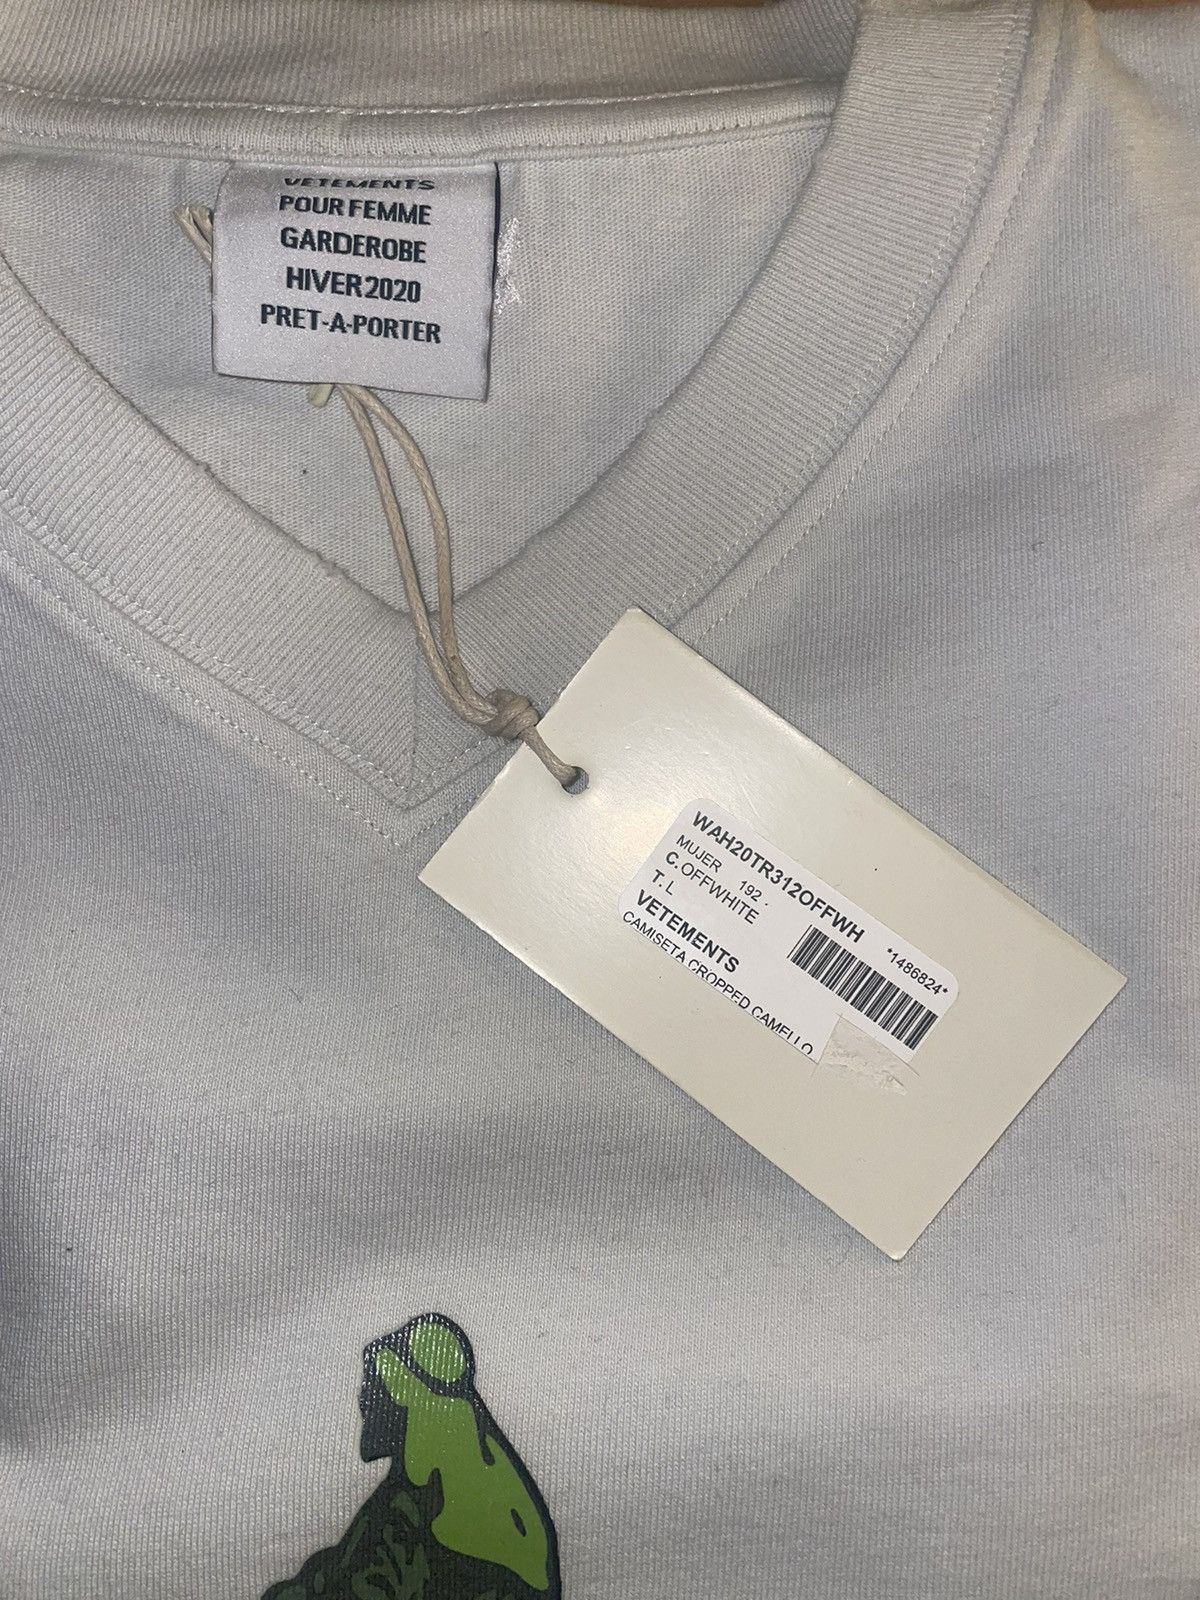 VETEMENTS
POUR FEMME
GARDEROBE
HIVER 2020
PRET-A-PORTER
WAH20TR312OFFWH
MUJER 192 .
C. OFFWHITE
T. L
*1486824*
VETEMENTS
CAMISETA CROPPED CAMELLO